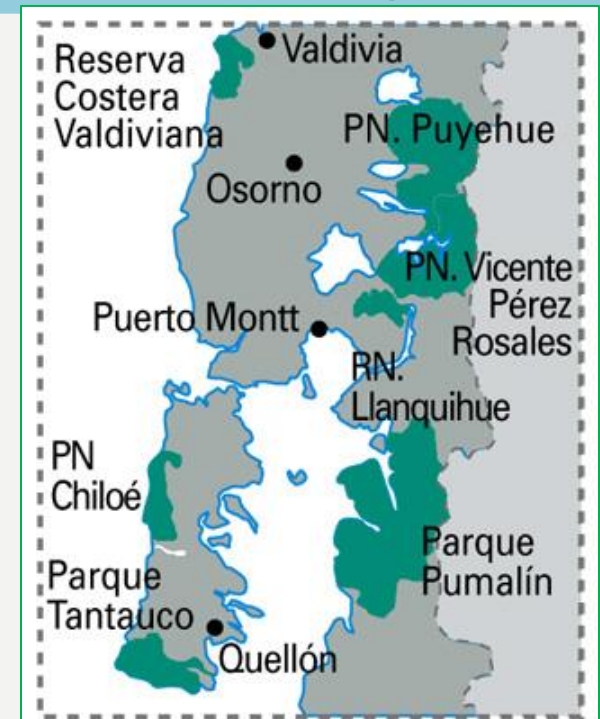 Reserva
Costera
Valdiviana
Valdivia
PN. Puyehue
Osorno
PN. Vicente
Pérez
Rosales
Puerto Montt
RN.
Llanquihue
PN
Chiloé
Parque
Pumalín
Parque
Tantauco
Quellón